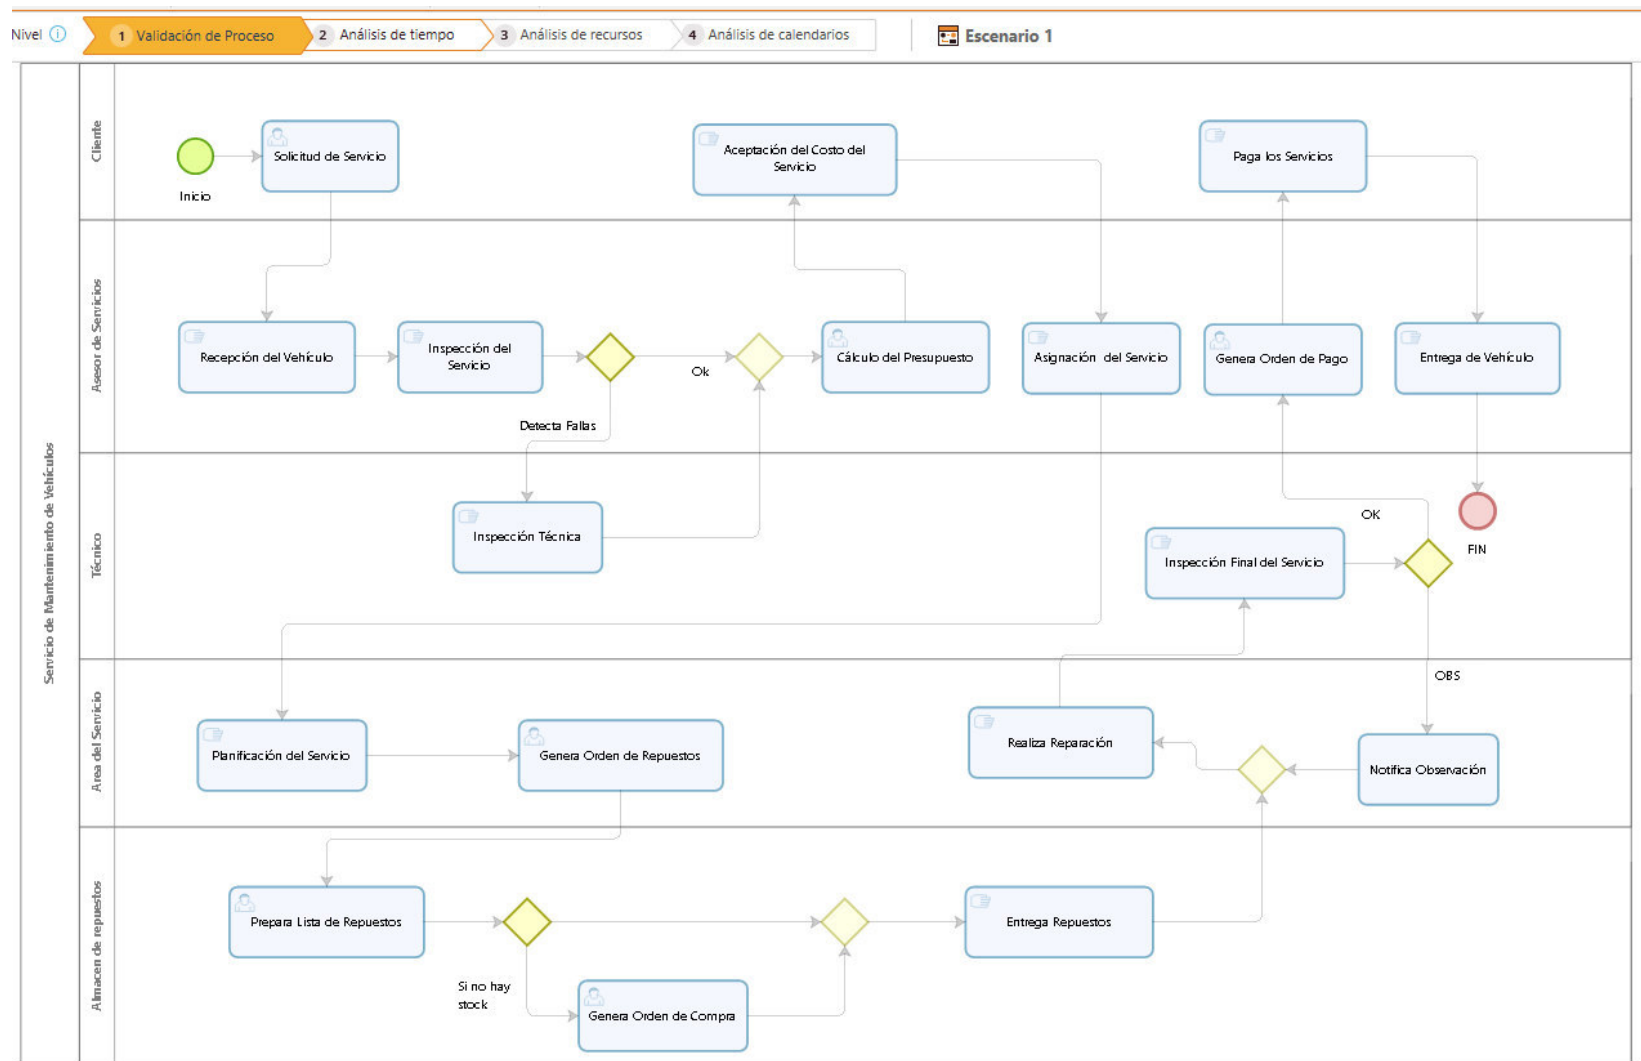 Nivel
1 Validación de Proceso
2 Análisis de tiempo
3 Análisis de recursos
4 Análisis de calendarios
Escenario 1
Servicio de Mantenimiento de Vehículos
Cliente
Inicio
Solicitud de Servicio
Aceptación del Costo del
Servicio
Paga los Servicios
Asesor de Servicios
Recepción del Vehículo
Inspección del
Servicio
Ok
Detecta Fallas
Cálculo del Presupuesto
Asignación del Servicio
Genera Orden de Pago
Entrega de Vehículo
Técnico
Inspección Técnica
Inspección Final del Servicio
OK
FIN
OBS
Area del Servicio
Planificación del Servicio
Genera Orden de Repuestos
Realiza Reparación
Notifica Observación
Almacen de repuestos
Prepara Lista de Repuestos
Si no hay
stock
Genera Orden de Compra
Entrega Repuestos